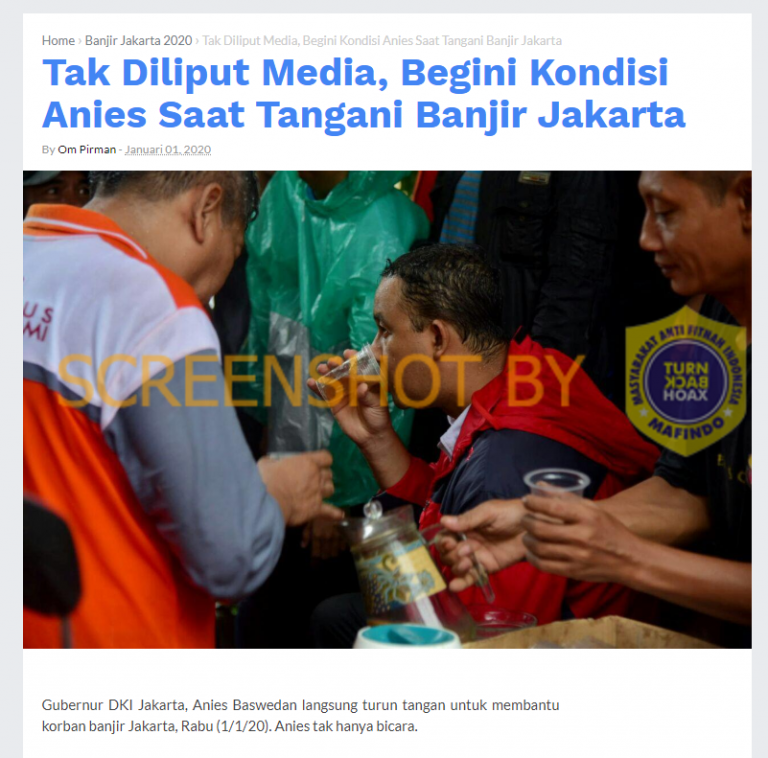 Home › Banjir Jakarta 2020 › Tak Diliput Media, Begini Kondisi Anies Saat Tangani Banjir Jakarta
Tak Diliput Media, Begini Kondisi
Anies Saat Tangani Banjir Jakarta
By Om Pirman - Januari 01, 2020
US
MI
SCREENSHOT BY
MASYARAKAT ANTI FITNAH INDONESIA
TURN
BACK
HOAX
MAFINDO
Gubernur DKI Jakarta, Anies Baswedan langsung turun tangan untuk membantu
korban banjir Jakarta, Rabu (1/1/20). Anies tak hanya bicara.